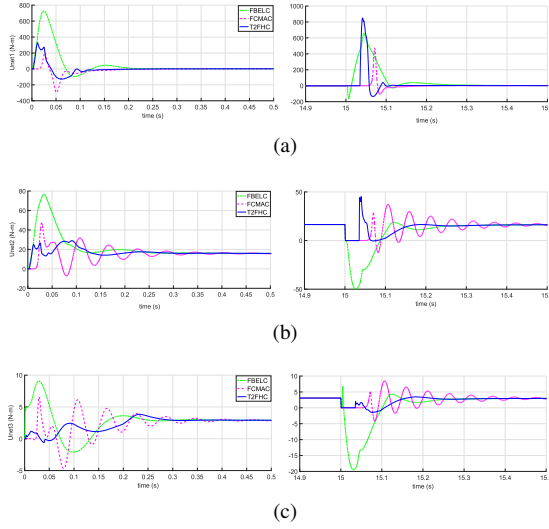 800
600
400
200
0
-200
-400
Unet1 (N-m)
FBELC
FCMAC
T2FHC
0 0.05 0.1 0.15 0.2 0.25 0.3 0.35 0.4 0.45 0.5
time (s)
1000
800
600
400
200
0
-200
14.9 15 15.1 15.2 15.3 15.4 15.5
time (s)
(a)
80
60
40
20
0
-20
Unet2 (N-m)
FBELC
FCMAC
T2FHC
0 0.05 0.1 0.15 0.2 0.25 0.3 0.35 0.4 0.45 0.5
time (s)
50
0
-50
14.9 15 15.1 15.2 15.3 15.4 15.5
time (s)
(b)
10
5
0
-5
Unet3 (N-m)
FBELC
FCMAC
T2FHC
0 0.05 0.1 0.15 0.2 0.25 0.3 0.35 0.4 0.45 0.5
time (s)
10
5
0
-5
-10
-15
-20
14.9 15 15.1 15.2 15.3 15.4 15.5
time (s)
(c)